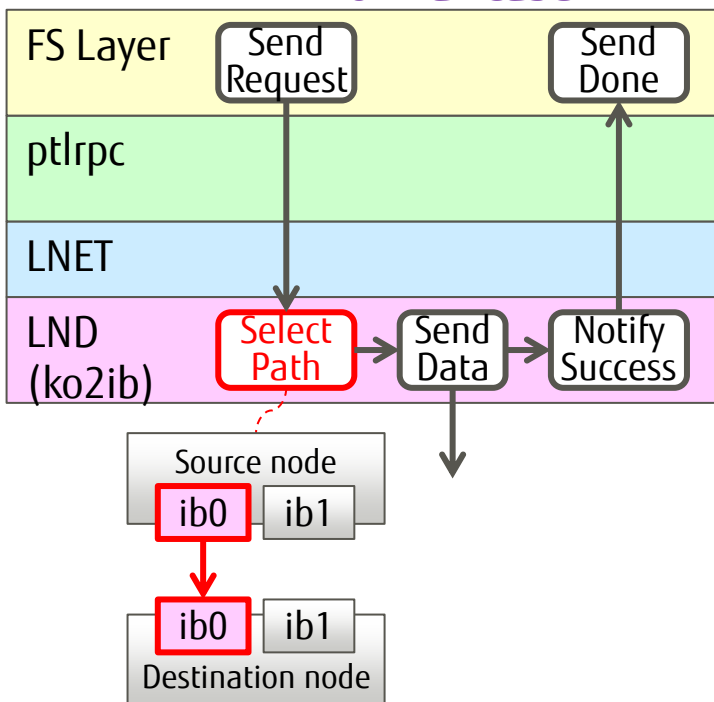 FS Layer
Send
Request
Send
Done
ptlrpc
LNET
LND
(ko2ib)
Select
Path
Send
Data
Notify
Success
Source node
ib0
ib1
ib0
ib1
Destination node